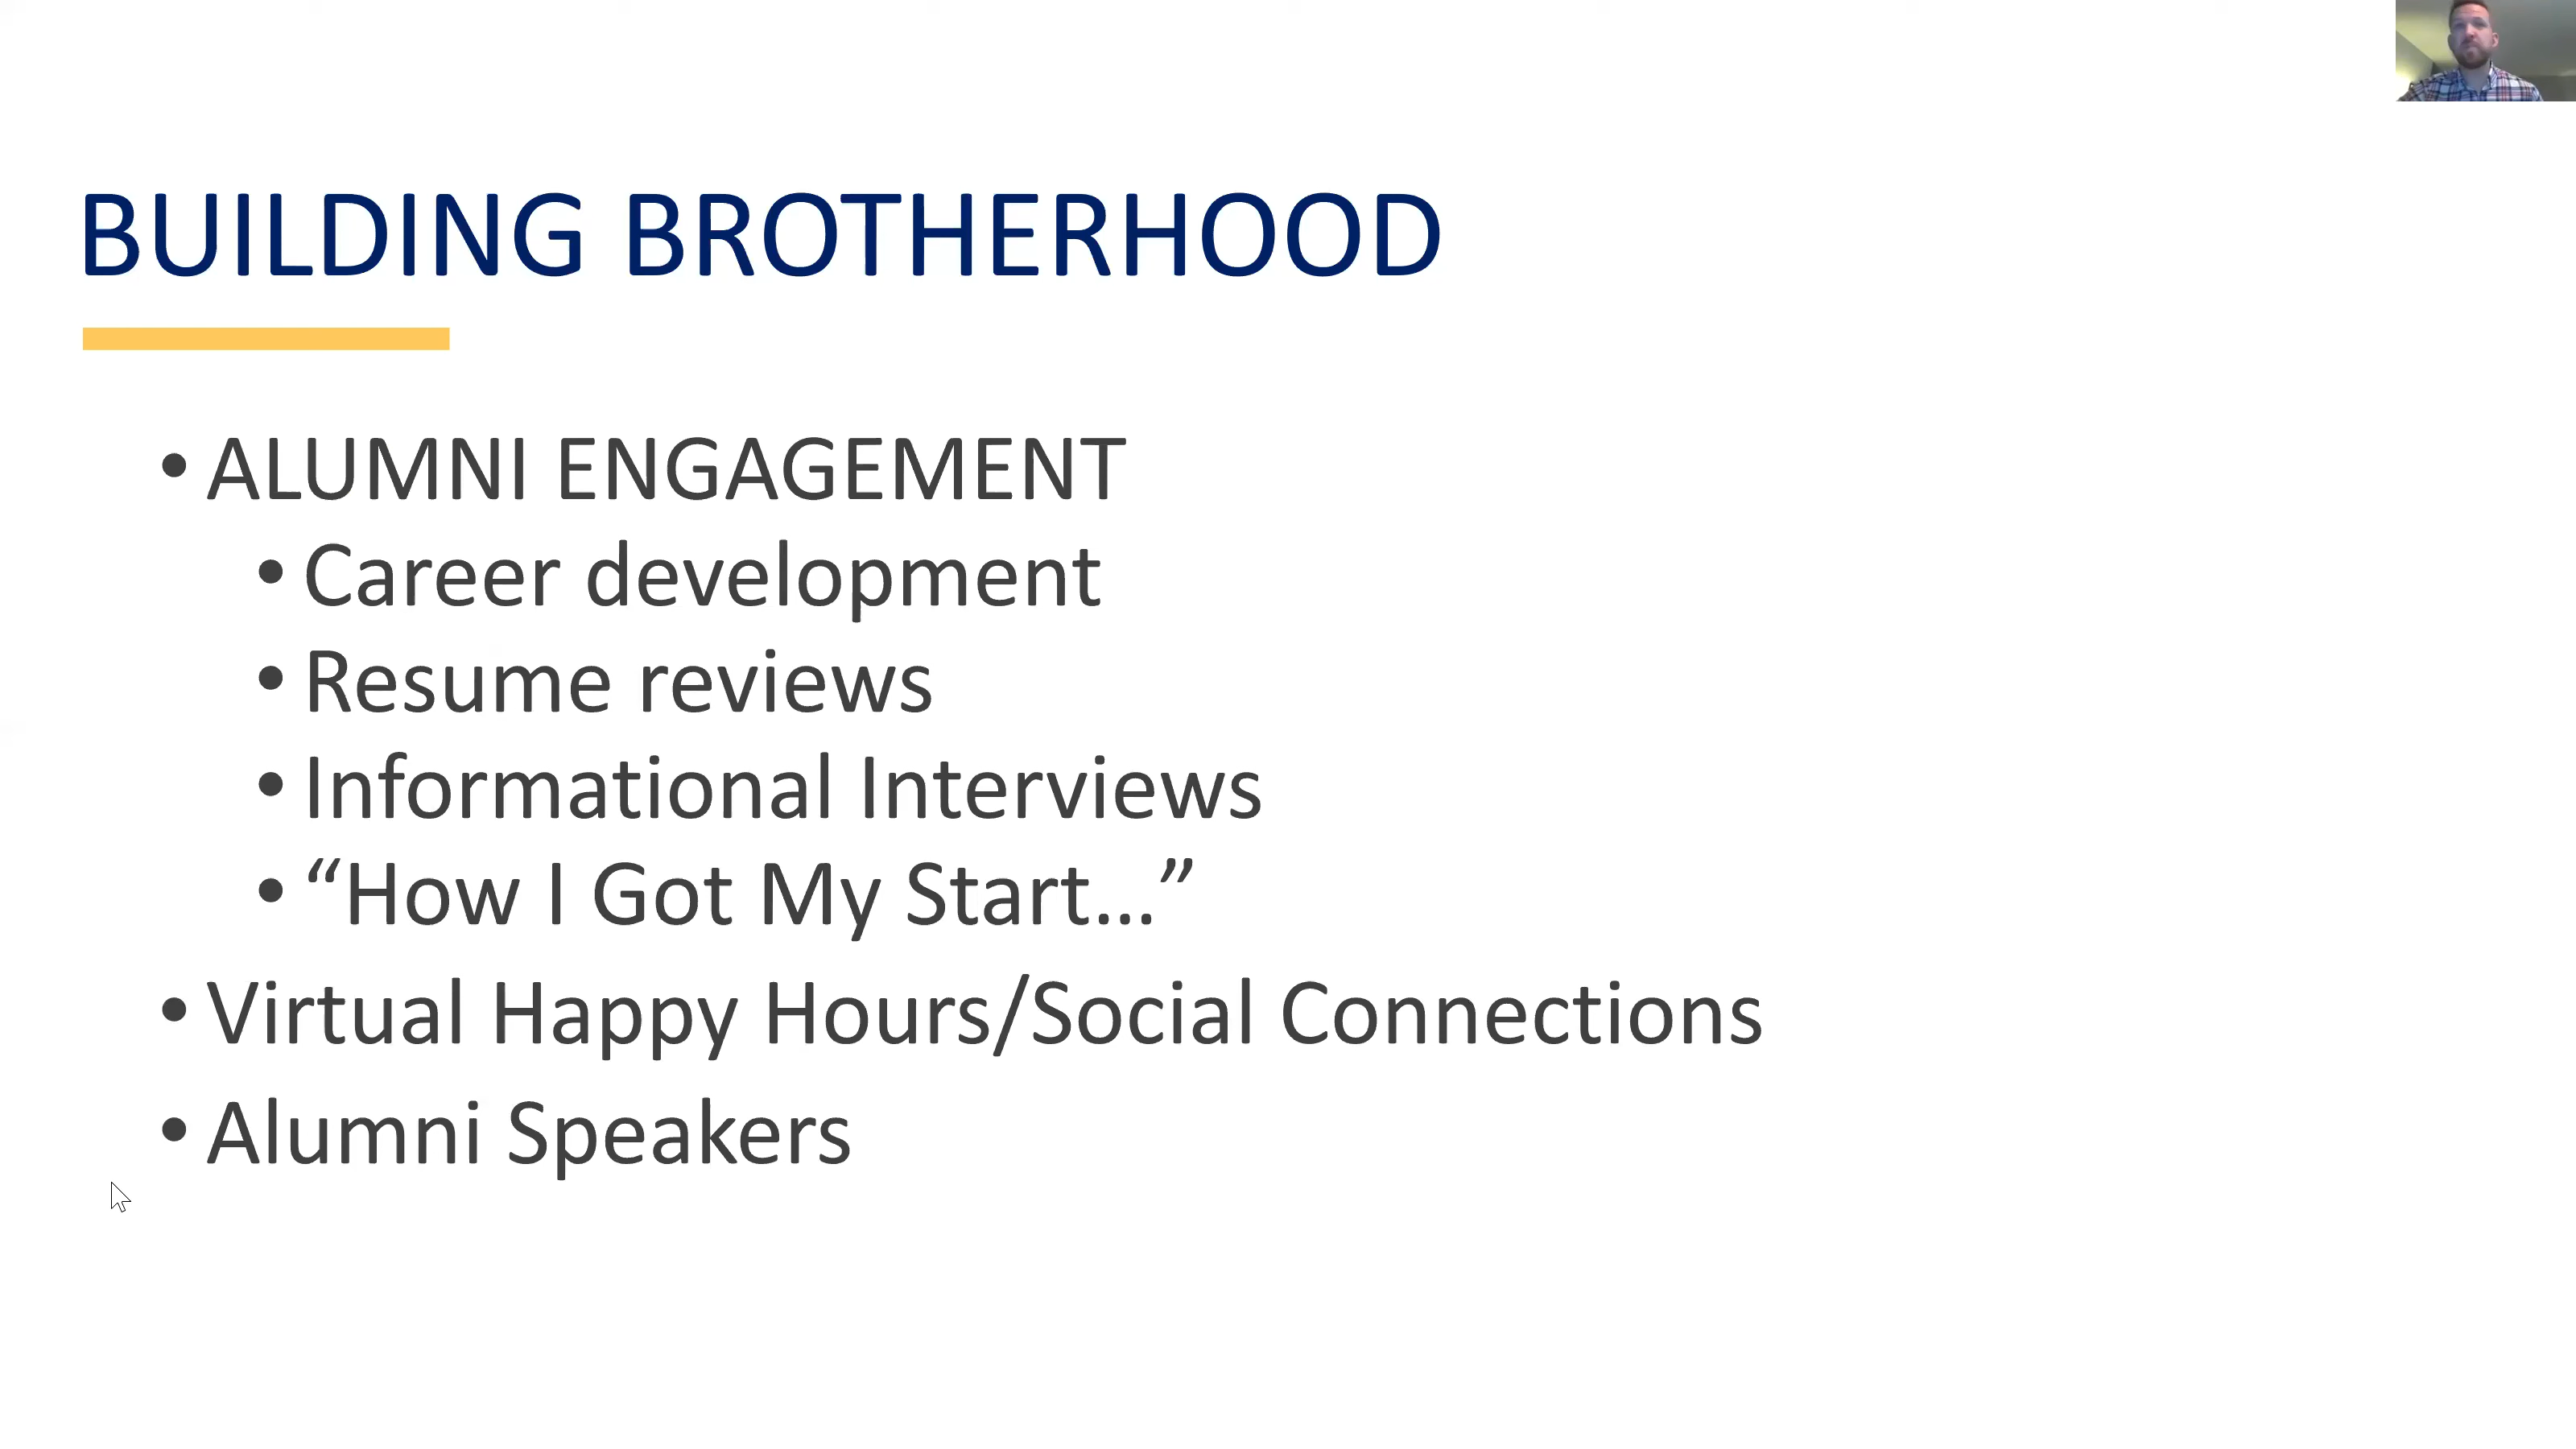 BUILDING BROTHERHOOD
• ALUMNI ENGAGEMENT
• Career development
• Resume reviews
• Informational Interviews
• “How I Got My Start…”
• Virtual Happy Hours/Social Connections
• Alumni Speakers